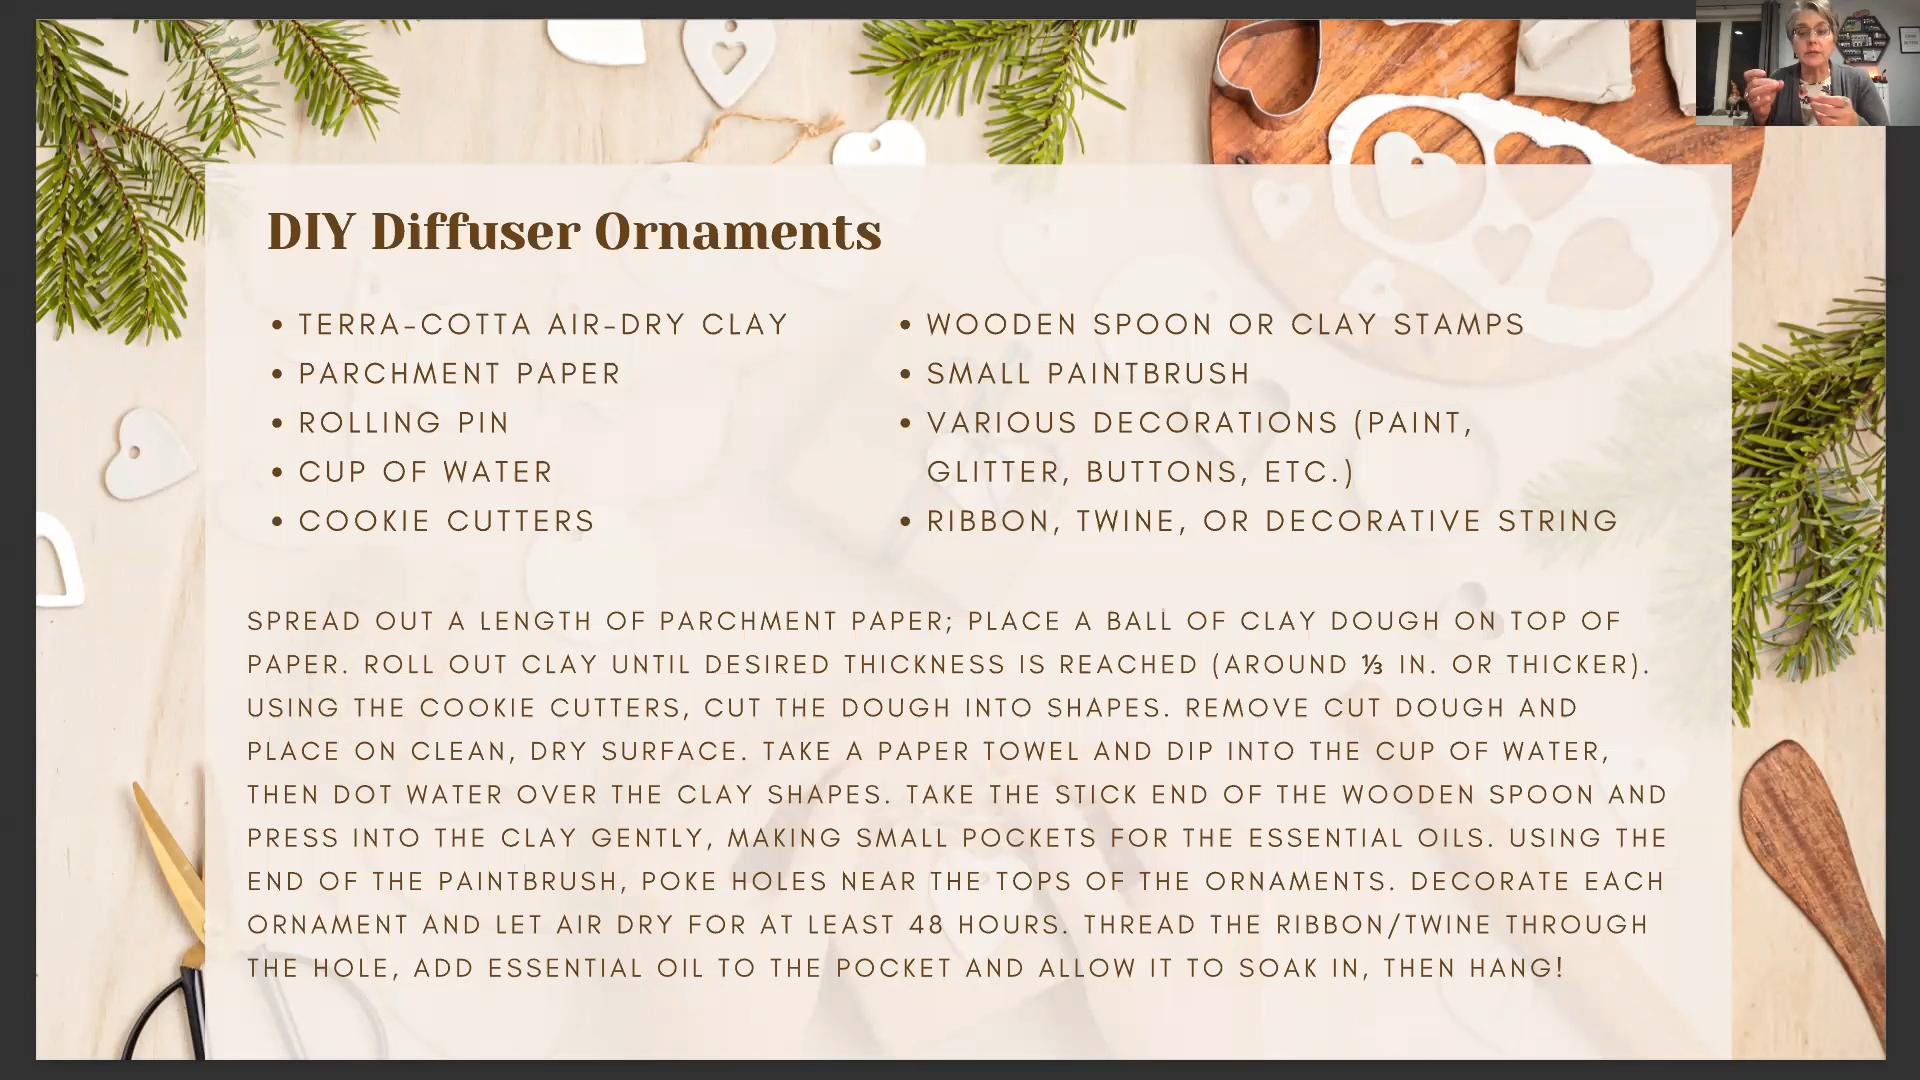 DIY Diffuser Ornaments
• TERRA-COTTA AIR-DRY CLAY
• PARCHMENT PAPER
• ROLLING PIN
• CUP OF WATER
• COOKIE CUTTERS
• WOODEN SPOON OR CLAY STAMPS
• SMALL PAINTBRUSH
• VARIOUS DECORATIONS (PAINT,
GLITTER, BUTTONS, ETC.)
• RIBBON, TWINE, OR DECORATIVE STRING
SPREAD OUT A LENGTH OF PARCHMENT PAPER; PLACE A BALL OF CLAY DOUGH ON TOP OF
PAPER. ROLL OUT CLAY UNTIL DESIRED THICKNESS IS REACHED (AROUND ⅓ IN. OR THICKER).
USING THE COOKIE CUTTERS, CUT THE DOUGH INTO SHAPES. REMOVE CUT DOUGH AND
PLACE ON CLEAN, DRY SURFACE. TAKE A PAPER TOWEL AND DIP INTO THE CUP OF WATER,
THEN DOT WATER OVER THE CLAY SHAPES. TAKE THE STICK END OF THE WOODEN SPOON AND
PRESS INTO THE CLAY GENTLY, MAKING SMALL POCKETS FOR THE ESSENTIAL OILS. USING THE
END OF THE PAINTBRUSH, POKE HOLES NEAR THE TOPS OF THE ORNAMENTS. DECORATE EACH
ORNAMENT AND LET AIR DRY FOR AT LEAST 48 HOURS. THREAD THE RIBBON/TWINE THROUGH
THE HOLE, ADD ESSENTIAL OIL TO THE POCKET AND ALLOW IT TO SOAK IN, THEN HANG!